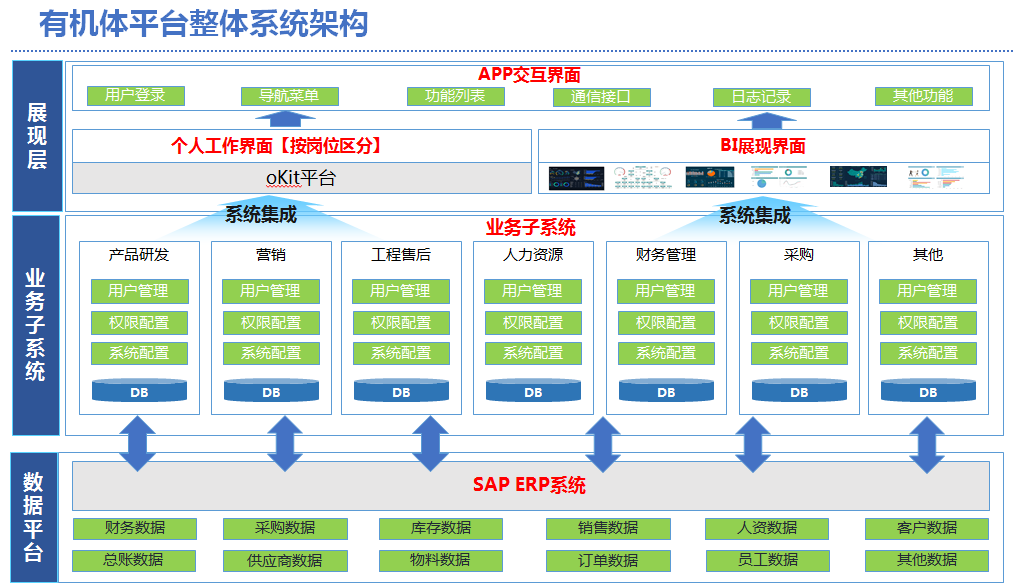 有机体平台整体系统架构
展现层
APP交互界面
用户登录
导航菜单
功能列表
通信接口
日志记录
其他功能
个人工作界面【按岗位区分】
oKit平台
BI展现界面
系统集成
系统集成
业务子系统
业务子系统
产品研发
用户管理
权限配置
系统配置
DB
营销
用户管理
权限配置
系统配置
DB
工程售后
用户管理
权限配置
系统配置
DB
人力资源
用户管理
权限配置
系统配置
DB
财务管理
用户管理
权限配置
系统配置
DB
采购
用户管理
权限配置
系统配置
DB
其他
用户管理
权限配置
系统配置
DB
数据平台
SAP ERP系统
财务数据
采购数据
库存数据
销售数据
人资数据
客户数据
总账数据
供应商数据
物料数据
订单数据
员工数据
其他数据